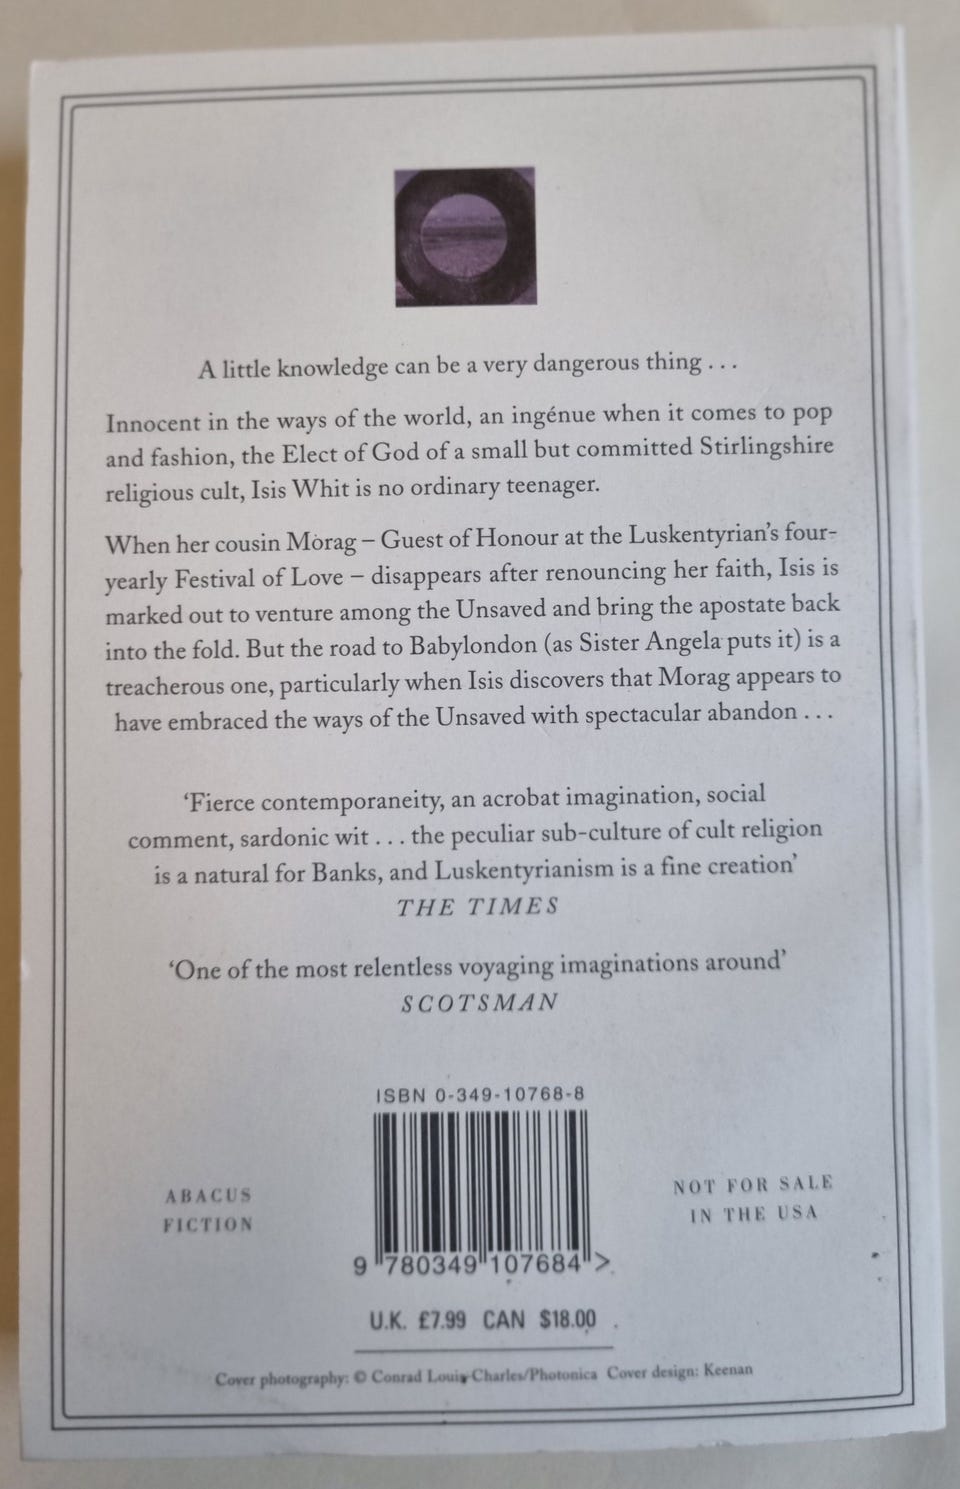 A little knowledge can be a very dangerous thing . . .
Innocent in the ways of the world, an ingénue when it comes to pop
and fashion, the Elect of God of a small but committed Stirlingshire
religious cult, Isis Whit is no ordinary teenager.
When her cousin Morag – Guest of Honour at the Luskentyrian's four-
yearly Festival of Love – disappears after renouncing her faith, Isis is
marked out to venture among the Unsaved and bring the apostate back
into the fold. But the road to Babylondon (as Sister Angela puts it) is a
treacherous one, particularly when Isis discovers that Morag appears to
have embraced the ways of the Unsaved with spectacular abandon . . .
‘Fierce contemporaneity, an acrobat imagination, social
comment, sardonic wit . . . the peculiar sub-culture of cult religion
is a natural for Banks, and Luskentyrianism is a fine creation’
THE TIMES
‘One of the most relentless voyaging imaginations around’
SCOTSMAN
ISBN 0-349-10768-8
9 780349 107684 >
ABACUS
FICTION
NOT FOR SALE
IN THE USA
U.K. £7.99 CAN $18.00
Cover photography: © Conrad Louis-Charles/Photonica Cover design: Keenan